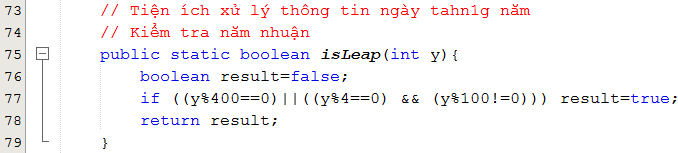 73 // Tiện ích xử lý thông tin ngày tahn1g năm
74 // Kiểm tra năm nhuận
75 public static boolean isLeap(int y){
76 boolean result=false;
77 if ((y%400==0)||((y%4==0) && (y%100!=0))) result=true;
78 return result;
79 }